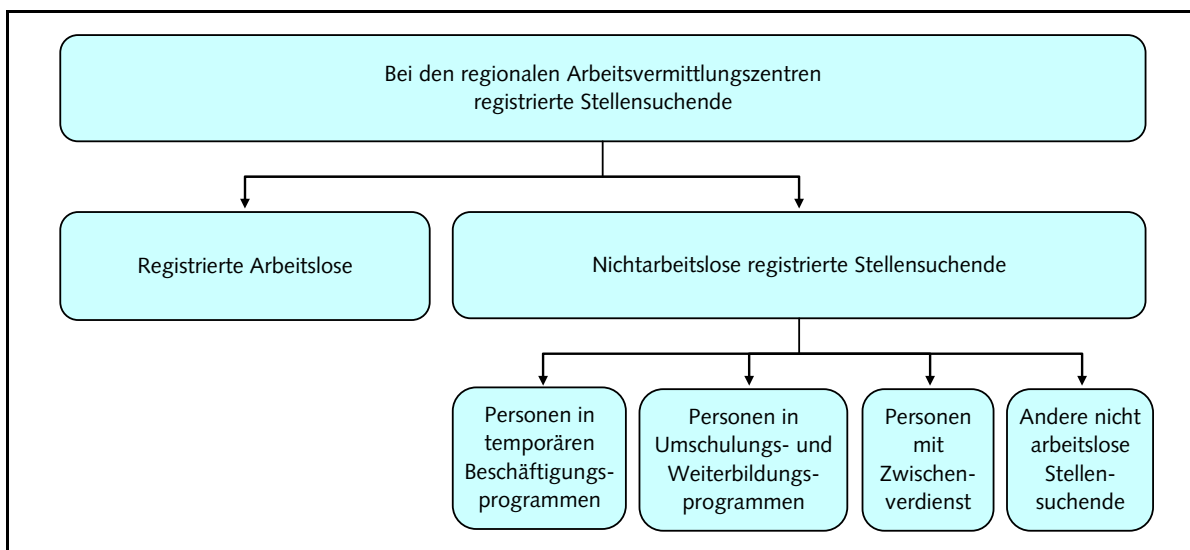 Bei den regionalen Arbeitsvermittlungszentren
registrierte Stellensuchende
Registrierte Arbeitslose
Nichtarbeitslose registrierte Stellensuchende
Personen in
temporären
Beschäftigungs-
programmen
Personen in
Umschulungs- und
Weiterbildungs-
programmen
Personen
mit
Zwischen-
verdienst
Andere nicht
arbeitslose
Stellen-
suchende